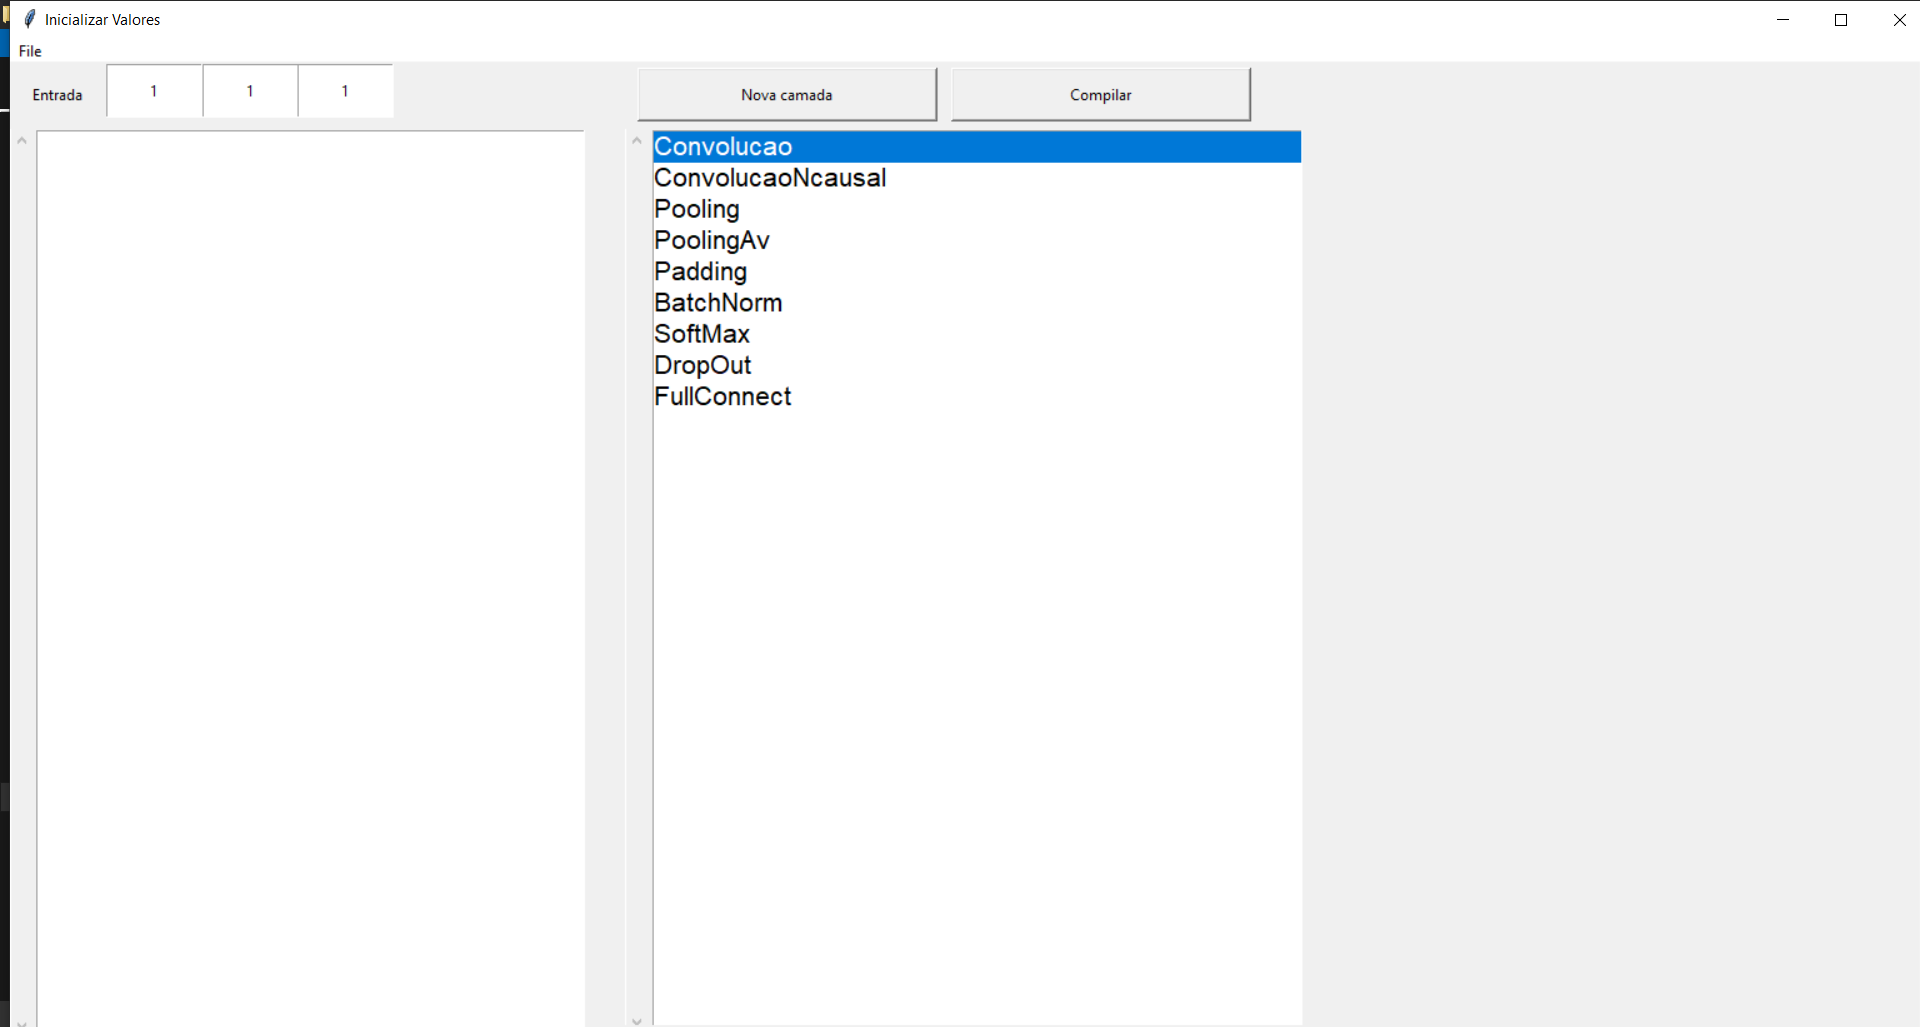 Inicializar Valores
File
Entrada 1 1 1 Nova camada Compilar
Convolucao
ConvolucaoNcausal
Pooling
PoolingAv
Padding
BatchNorm
SoftMax
DropOut
FullConnect